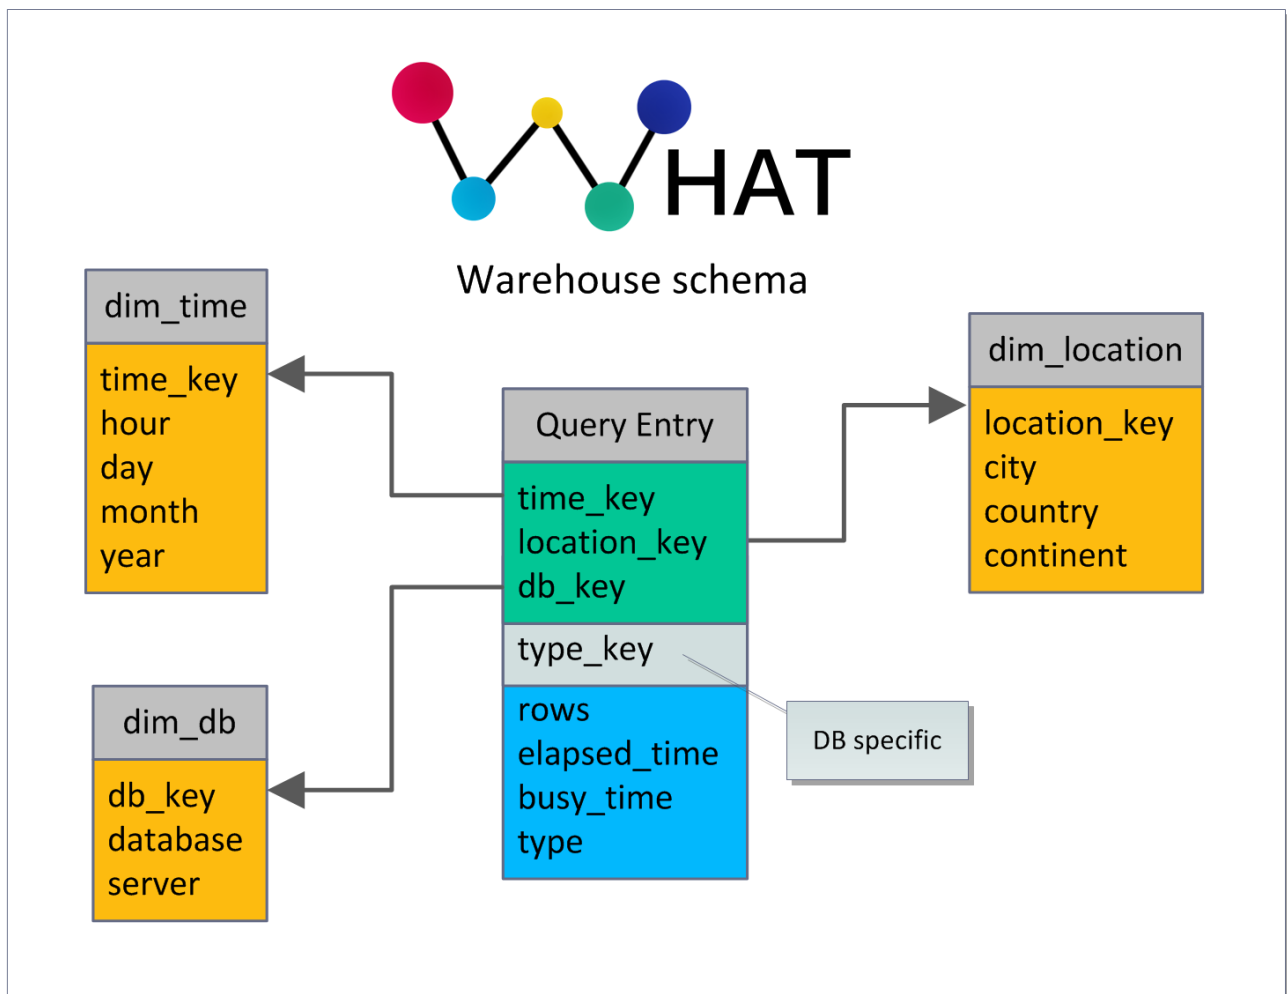 WHAT
Warehouse schema
dim_time
time_key
hour
day
month
year
dim_db
db_key
database
server
Query Entry
time_key
location_key
db_key
type_key
rows
elapsed_time
busy_time
type
DB specific
dim_location
location_key
city
country
continent